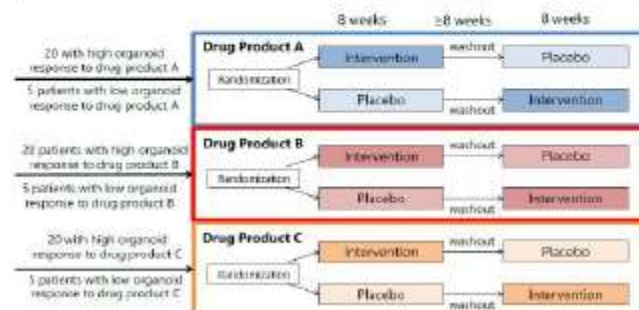 8 weeks ≥8 weeks 8 weeks
20 with high organoid
response to drug product A
5 patients with low organoid
response to drug product A
Drug Product A
Randomization
Intervention
washout
Placebo
Placebo
washout
Intervention
20 patients with high organoid
response to drug product B
5 patients with low organoid
response to drug product B
Drug Product B
Randomization
Intervention
washout
Placebo
Placebo
washout
Intervention
20 with high organoid
response to drug product C
5 patients with low organoid
response to drug product C
Drug Product C
Randomization
Intervention
washout
Placebo
Placebo
washout
Intervention